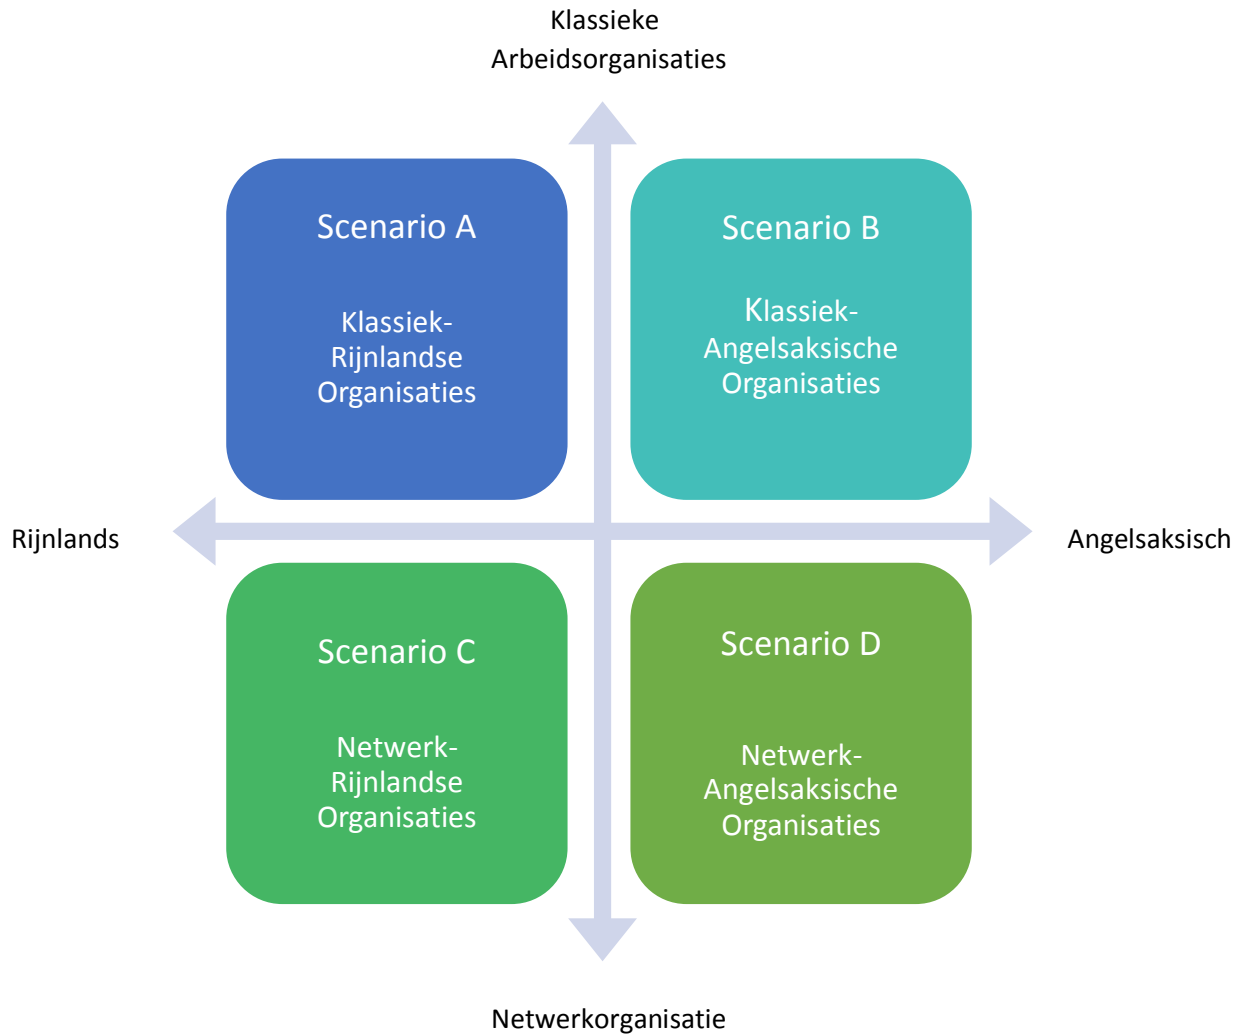 Klassieke
Arbeidsorganisaties
Scenario A
Klassiek-
Rijnlandse
Organisaties
Scenario B
Klassiek-
Angelsaksische
Organisaties
Rijnlands
Angelsaksisch
Scenario C
Netwerk-
Rijnlandse
Organisaties
Scenario D
Netwerk-
Angelsaksische
Organisaties
Netwerkorganisatie